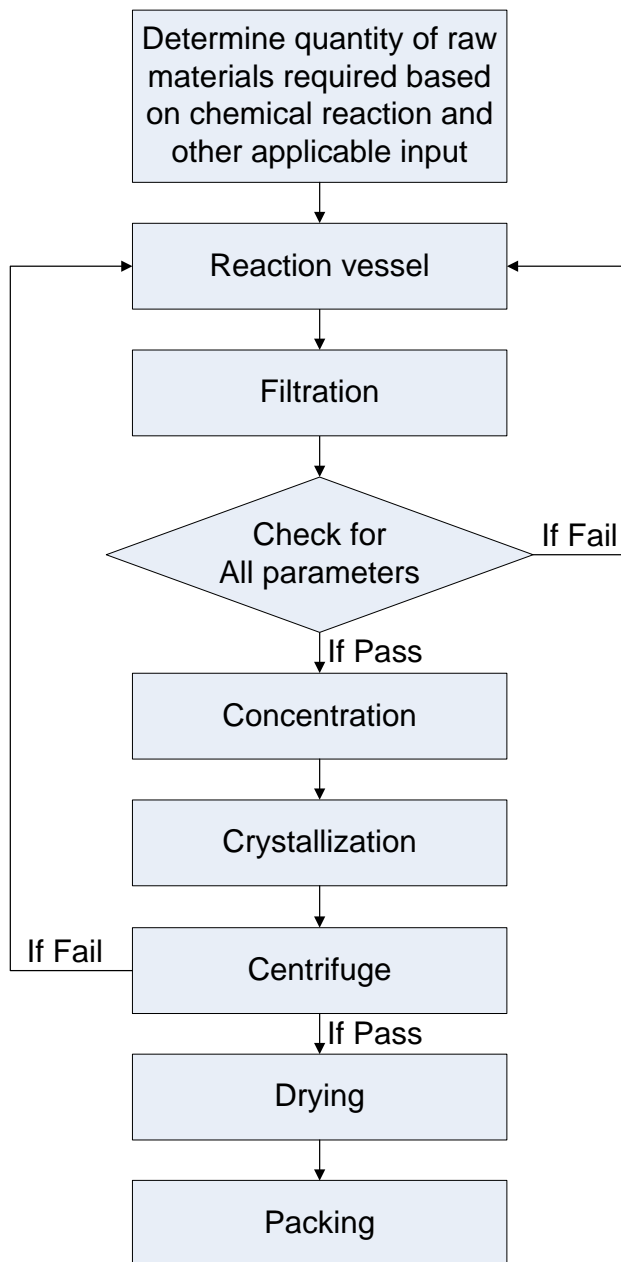 Determine quantity of raw
materials required based
on chemical reaction and
other applicable input
Reaction vessel
Filtration
Check for
All parameters
If Fail
If Pass
Concentration
Crystallization
If Fail
Centrifuge
If Pass
Drying
Packing